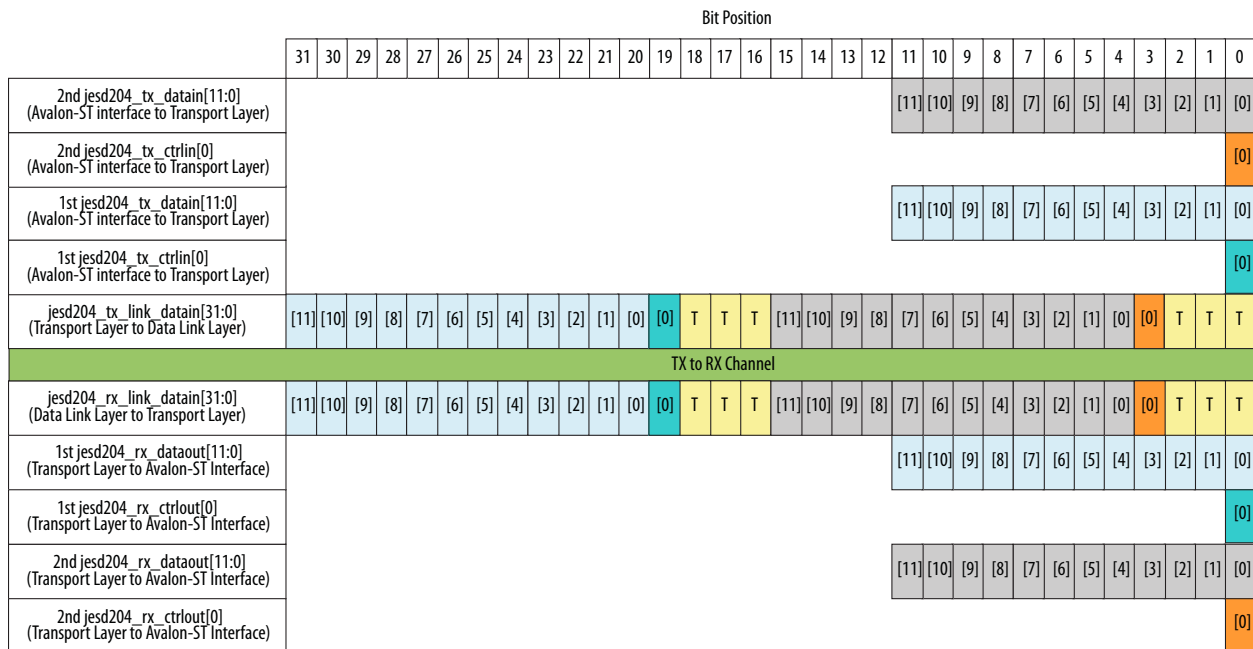 Bit Position
31 30 29 28 27 26 25 24 23 22 21 20 19 18 17 16 15 14 13 12 11 10 9 8 7 6 5 4 3 2 1 0
2nd jesd204_tx_datain[11:0]
(Avalon-ST interface to Transport Layer)
[11] [10] [9] [8] [7] [6] [5] [4] [3] [2] [1] [0]
2nd jesd204_tx_ctrlin[0]
(Avalon-ST interface to Transport Layer)
[0]
1st jesd204_tx_datain[11:0]
(Avalon-ST interface to Transport Layer)
[11] [10] [9] [8] [7] [6] [5] [4] [3] [2] [1] [0]
1st jesd204_tx_ctrlin[0]
(Avalon-ST interface to Transport Layer)
[0]
jesd204_tx_link_datain[31:0]
(Transport Layer to Data Link Layer)
[11] [10] [9] [8] [7] [6] [5] [4] [3] [2] [1] [0] [0] T T T [11] [10] [9] [8] [7] [6] [5] [4] [3] [2] [1] [0] [0] T T T
TX to RX Channel
jesd204_rx_link_datain[31:0]
(Data Link Layer to Transport Layer)
[11] [10] [9] [8] [7] [6] [5] [4] [3] [2] [1] [0] [0] T T T [11] [10] [9] [8] [7] [6] [5] [4] [3] [2] [1] [0] [0] T T T
1st jesd204_rx_dataout[11:0]
(Transport Layer to Avalon-ST Interface)
[11] [10] [9] [8] [7] [6] [5] [4] [3] [2] [1] [0]
1st jesd204_rx_ctrlout[0]
(Transport Layer to Avalon-ST Interface)
[0]
2nd jesd204_rx_dataout[11:0]
(Transport Layer to Avalon-ST Interface)
[11] [10] [9] [8] [7] [6] [5] [4] [3] [2] [1] [0]
2nd jesd204_rx_ctrlout[0]
(Transport Layer to Avalon-ST Interface)
[0]